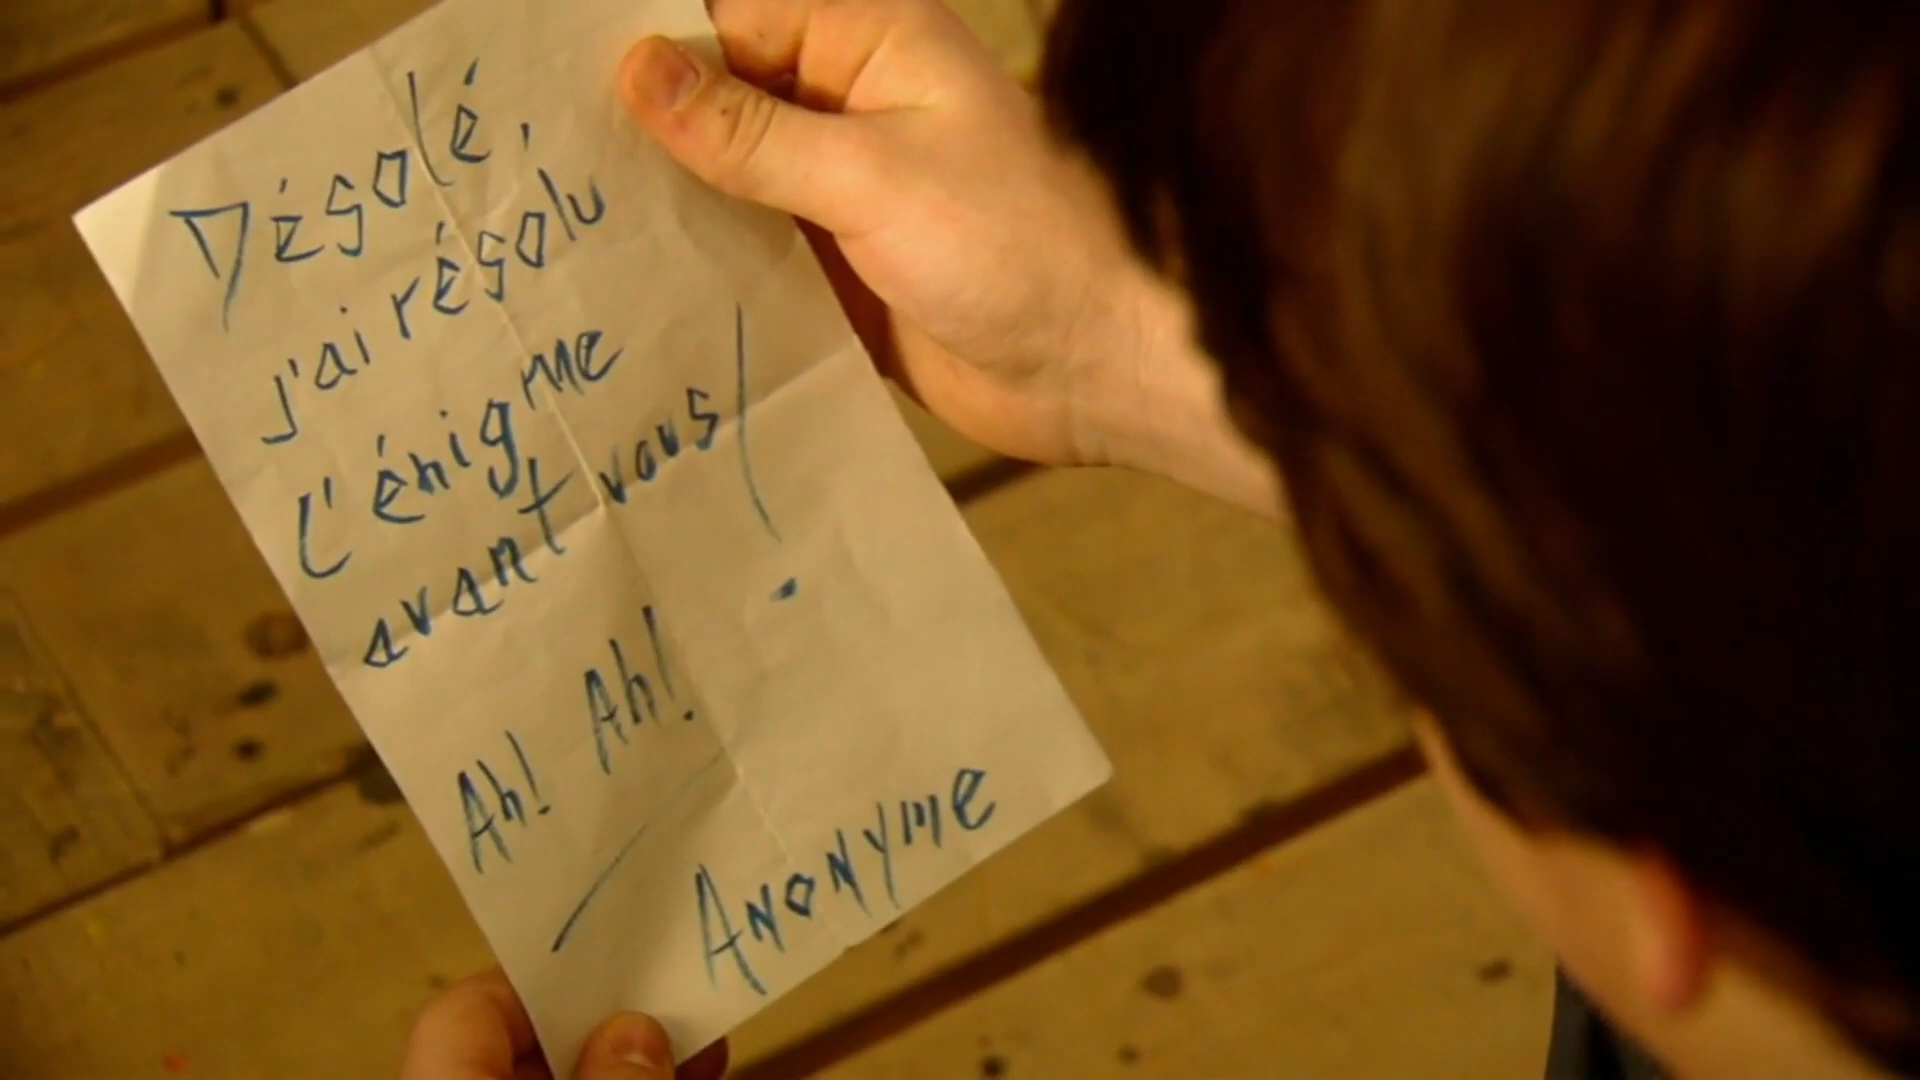 Désolé,
j'ai résolu
l'énigme
avant vous!
Ah! Ah!
- Anonyme